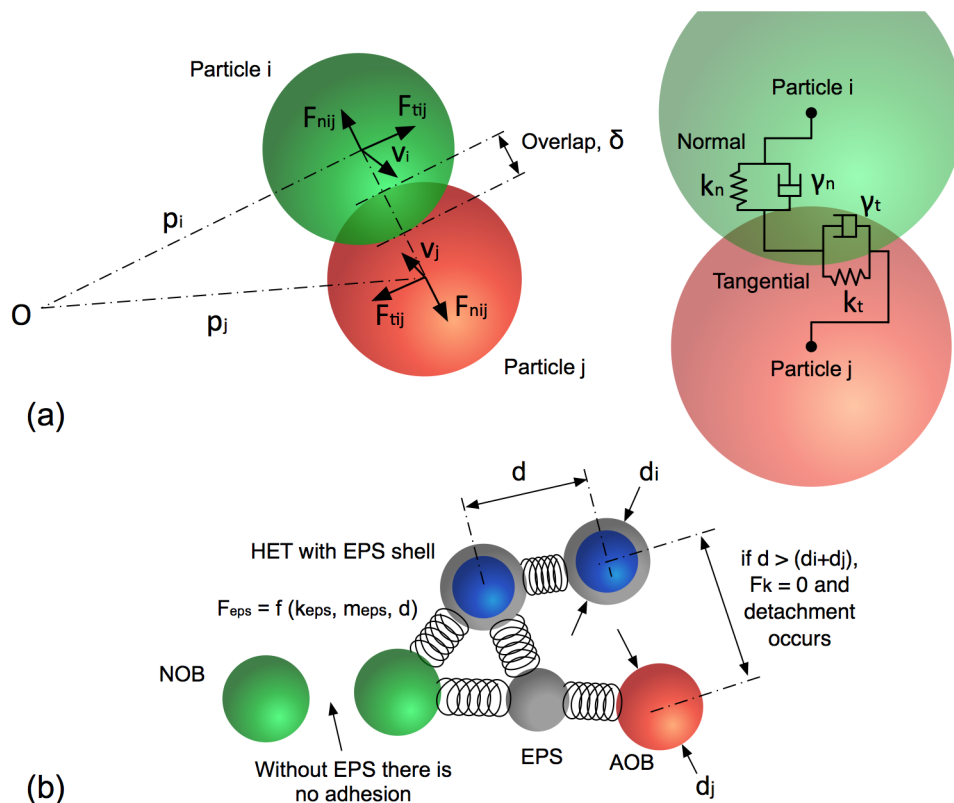 Particle i
Fnij
Ftij
vi
Overlap, δ
pi
vj
O
pj
Ftij
Fnij
Particle j
(a)
Particle i
Normal
kn
γn
γt
Tangential
kt
Particle j
d
di
HET with EPS shell
if d > (di+dj),
Fk = 0 and
detachment
occurs
Feps = f (keps, meps, d)
NOB
EPS
AOB
Without EPS there is
no adhesion
dj
(b)